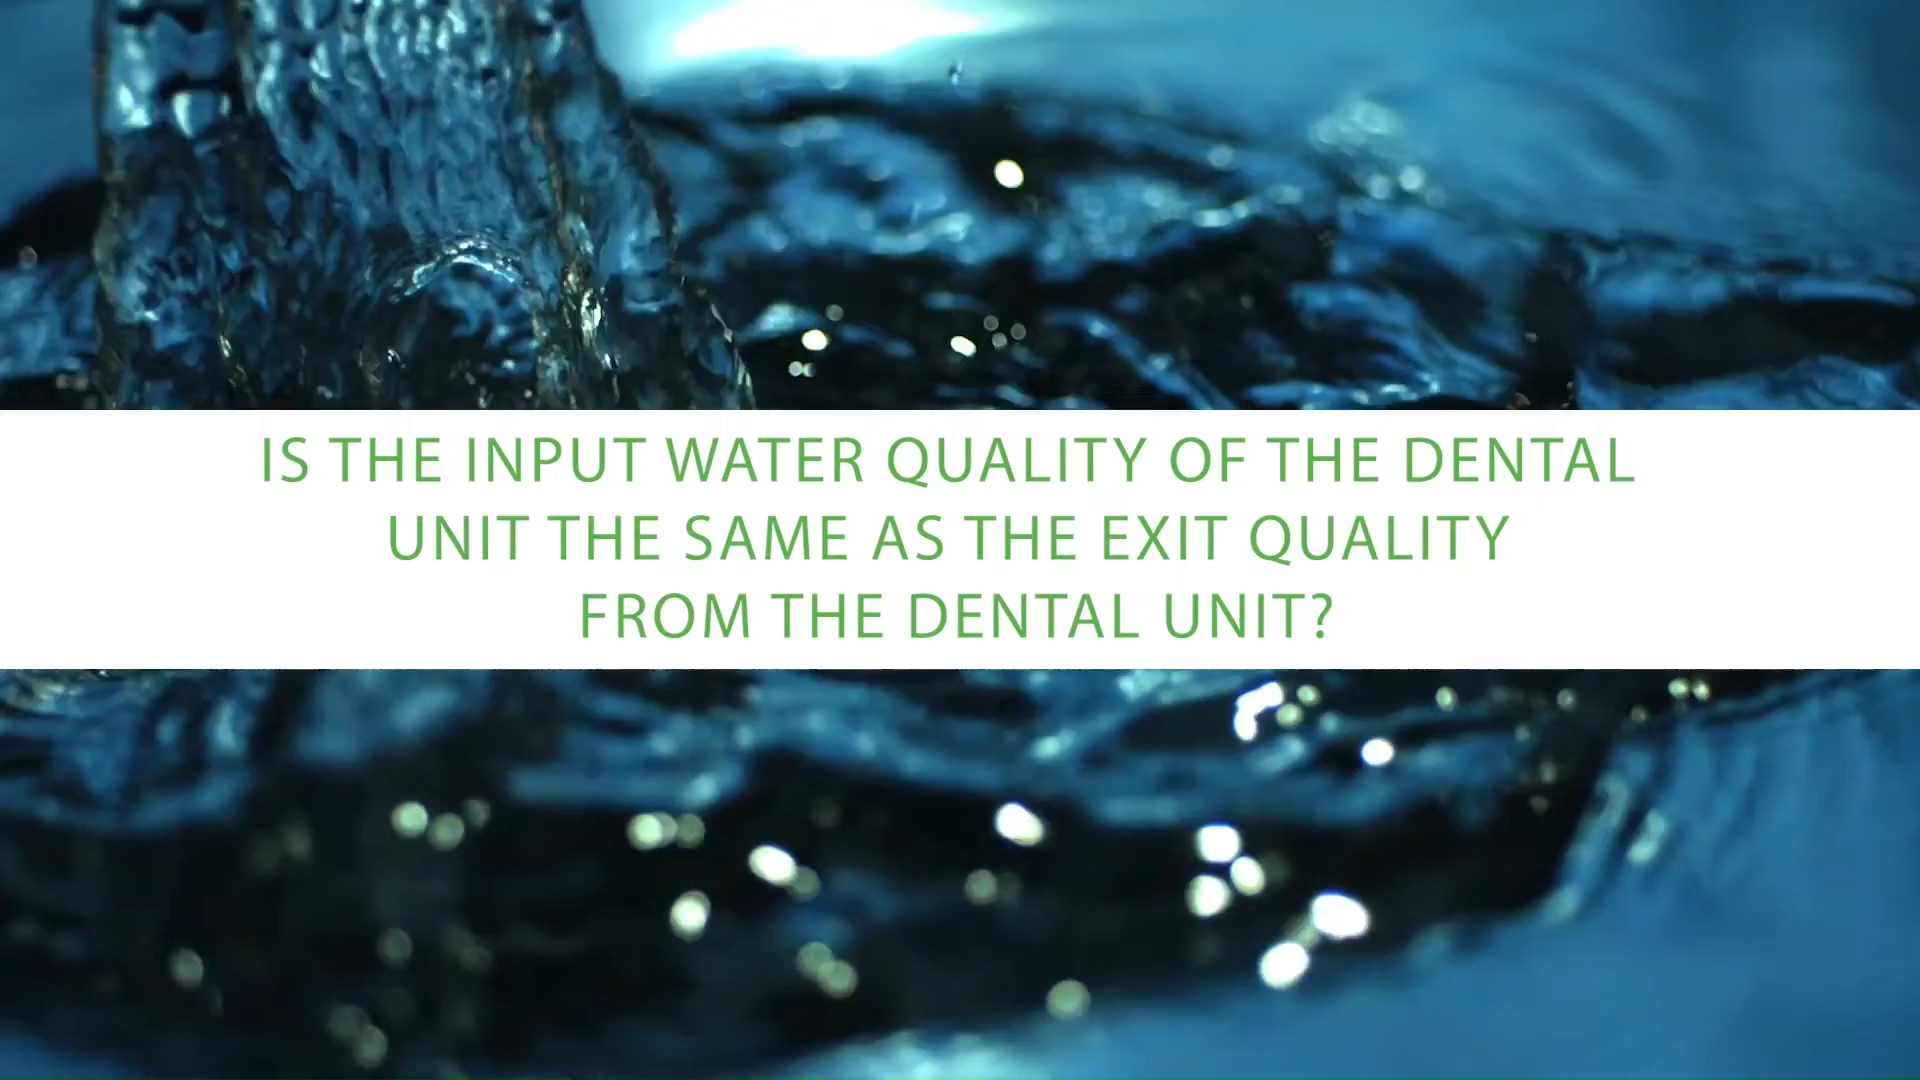 IS THE INPUT WATER QUALITY OF THE DENTAL
UNIT THE SAME AS THE EXIT QUALITY
FROM THE DENTAL UNIT?